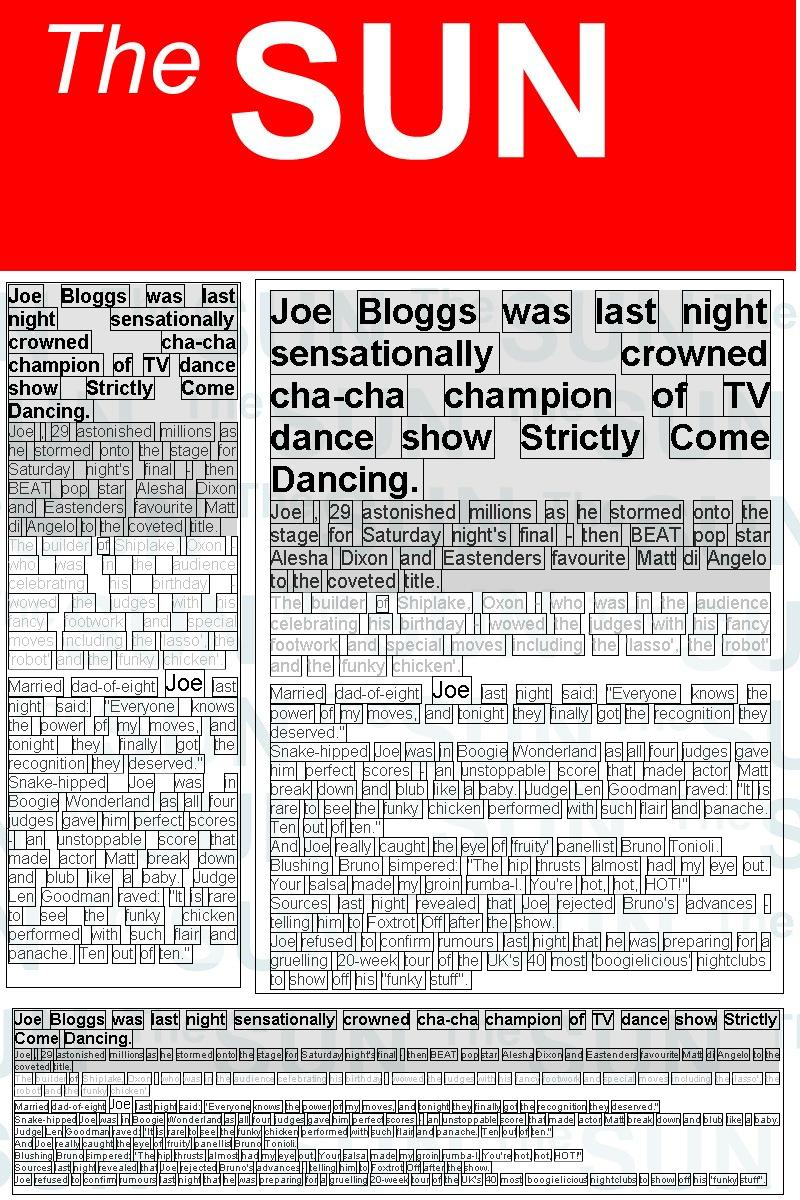 The SUN
Joe Bloggs was last
night sensationally
crowned cha-cha
champion of TV dance
show Strictly Come
Dancing.
Joe , 29 astonished millions as
he stormed onto the stage for
Saturday night's final - then
BEAT pop star Alesha Dixon
and Eastenders favourite Matt
di Angelo to the coveted title.
The builder of Shiplake, Oxon -
who was in the audience
celebrating his birthday -
wowed the judges with his
fancy footwork and special
moves including the 'lasso', the
robot' and the 'funky chicken'.
Married dad-of-eight Joe last
night said: "Everyone knows
the power of my moves, and
tonight they finally got the
recognition they deserved."
Snake-hipped Joe was in
Boogie Wonderland as all four
judges gave him perfect scores
- an unstoppable score that
made actor Matt break down
and blub like a baby. Judge
Len Goodman raved: "It is rare
to see the funky chicken
performed with such flair and
panache. Ten out of ten."
Joe Bloggs was last night
sensationally crowned
cha-cha champion of TV
dance show Strictly Come
Dancing.
Joe , 29 astonished millions as he stormed onto the
stage for Saturday night's final - then BEAT pop star
Alesha Dixon and Eastenders favourite Matt di Angelo
to the coveted title.
The builder of Shiplake, Oxon - who was in the audience
celebrating his birthday - wowed the judges with his fancy
footwork and special moves including the 'lasso', the 'robot'
and the 'funky chicken'.
Married dad-of-eight Joe last night said: "Everyone knows the
power of my moves, and tonight they finally got the recognition they
deserved."
Snake-hipped Joe was in Boogie Wonderland as all four judges gave
him perfect scores - an unstoppable score that made actor Matt
break down and blub like a baby. Judge Len Goodman raved: "It is
rare to see the funky chicken performed with such flair and panache.
Ten out of ten."
And Joe really caught the eye of 'fruity' panellist Bruno Tonioli.
Blushing Bruno simpered: "The hip thrusts almost had my eye out.
Your salsa made my groin rumba-l. You're hot, hot, HOT!"
Sources last night revealed that Joe rejected Bruno's advances -
telling him to Foxtrot Off after the show.
Joe refused to confirm rumours last night that he was preparing for a
gruelling 20-week tour of the UK's 40 most 'boogielicious' nightclubs
to show off his "funky stuff".
Joe Bloggs was last night sensationally crowned cha-cha champion of TV dance show Strictly
Come Dancing.
Joe , 29 astonished millions as he stormed onto the stage for Saturday night's final - then BEAT pop star Alesha Dixon and Eastenders favourite Matt di Angelo to the
coveted title.
The builder of Shiplake, Oxon - who was in the audience celebrating his birthday - wowed the judges with his fancy footwork and special moves including the 'lasso', the
robot' and the 'funky chicken'.
Married dad-of-eight Joe last night said: "Everyone knows the power of my moves, and tonight they finally got the recognition they deserved."
Snake-hipped Joe was in Boogie Wonderland as all four judges gave him perfect scores - an unstoppable score that made actor Matt break down and blub like a baby.
Judge Len Goodman raved: "It is rare to see the funky chicken performed with such flair and panache. Ten out of ten."
And Joe really caught the eye of 'fruity' panellist Bruno Tonioli.
Blushing Bruno simpered: "The hip thrusts almost had my eye out. Your salsa made my groin rumba-l. You're hot, hot, HOT!"
Sources last night revealed that Joe rejected Bruno's advances - telling him to Foxtrot Off after the show.
Joe refused to confirm rumours last night that he was preparing for a gruelling 20-week tour of the UK's 40 most boogielicious nightclubs to show off his "funky stuff".